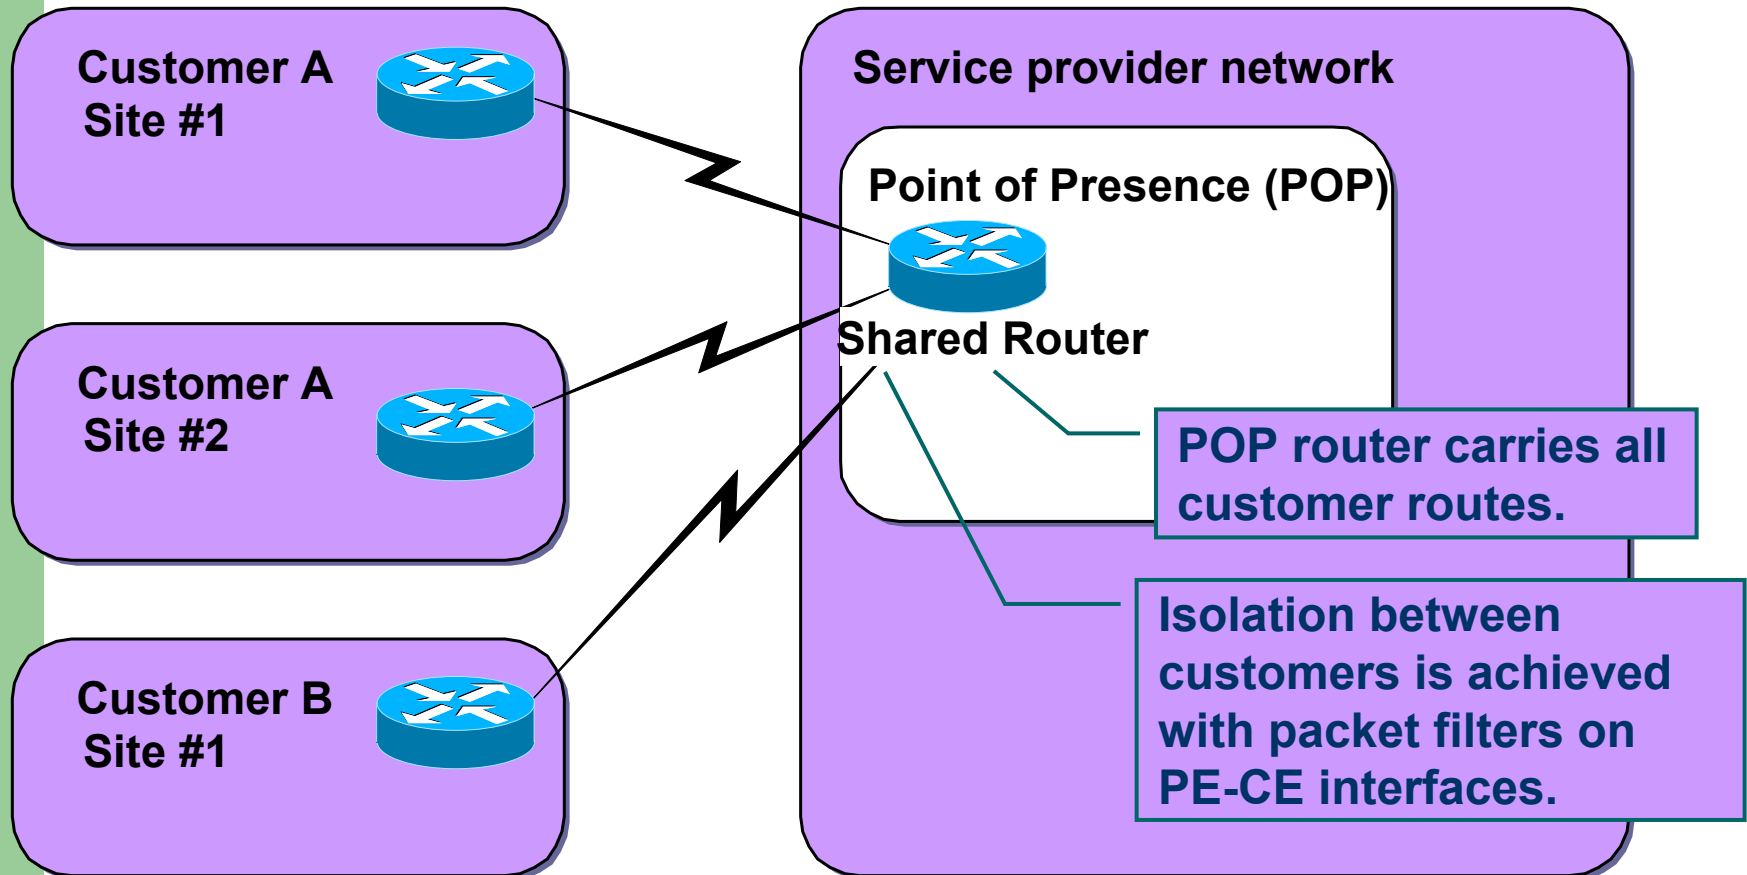 Customer A
Site #1
Service provider network
Point of Presence (POP)
Shared Router
Customer A
Site #2
POP router carries all
customer routes.
Isolation between
customers is achieved
with packet filters on
PE-CE interfaces.
Customer B
Site #1